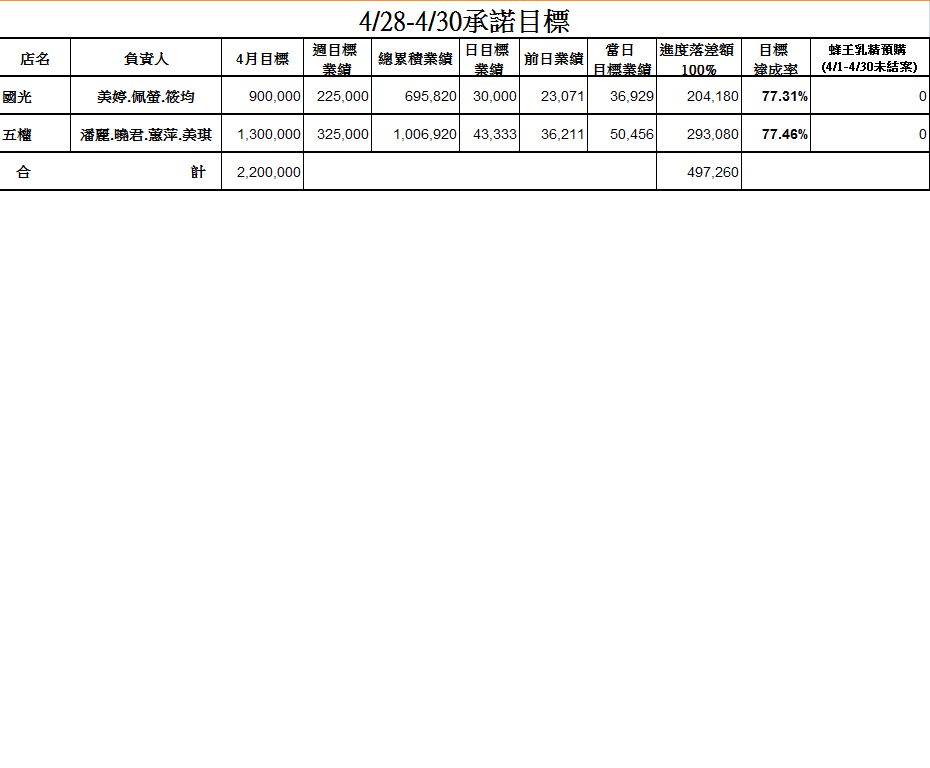 4/28-4/30承諾目標
店名 負責人 4月目標 週目標業績 總累積業績 日目標業績 前日業績 當日目標業績 進度落差額100% 目標達成率 蜂王乳精預購(4/1-4/30未結案)
國光 美婷.佩螢.筱均 900,000 225,000 695,820 30,000 23,071 36,929 204,180 77.31% 0
五權 潘麗.曉君.蕙萍.美琪 1,300,000 325,000 1,006,920 43,333 36,211 50,456 293,080 77.46% 0
合計 2,200,000 497,260